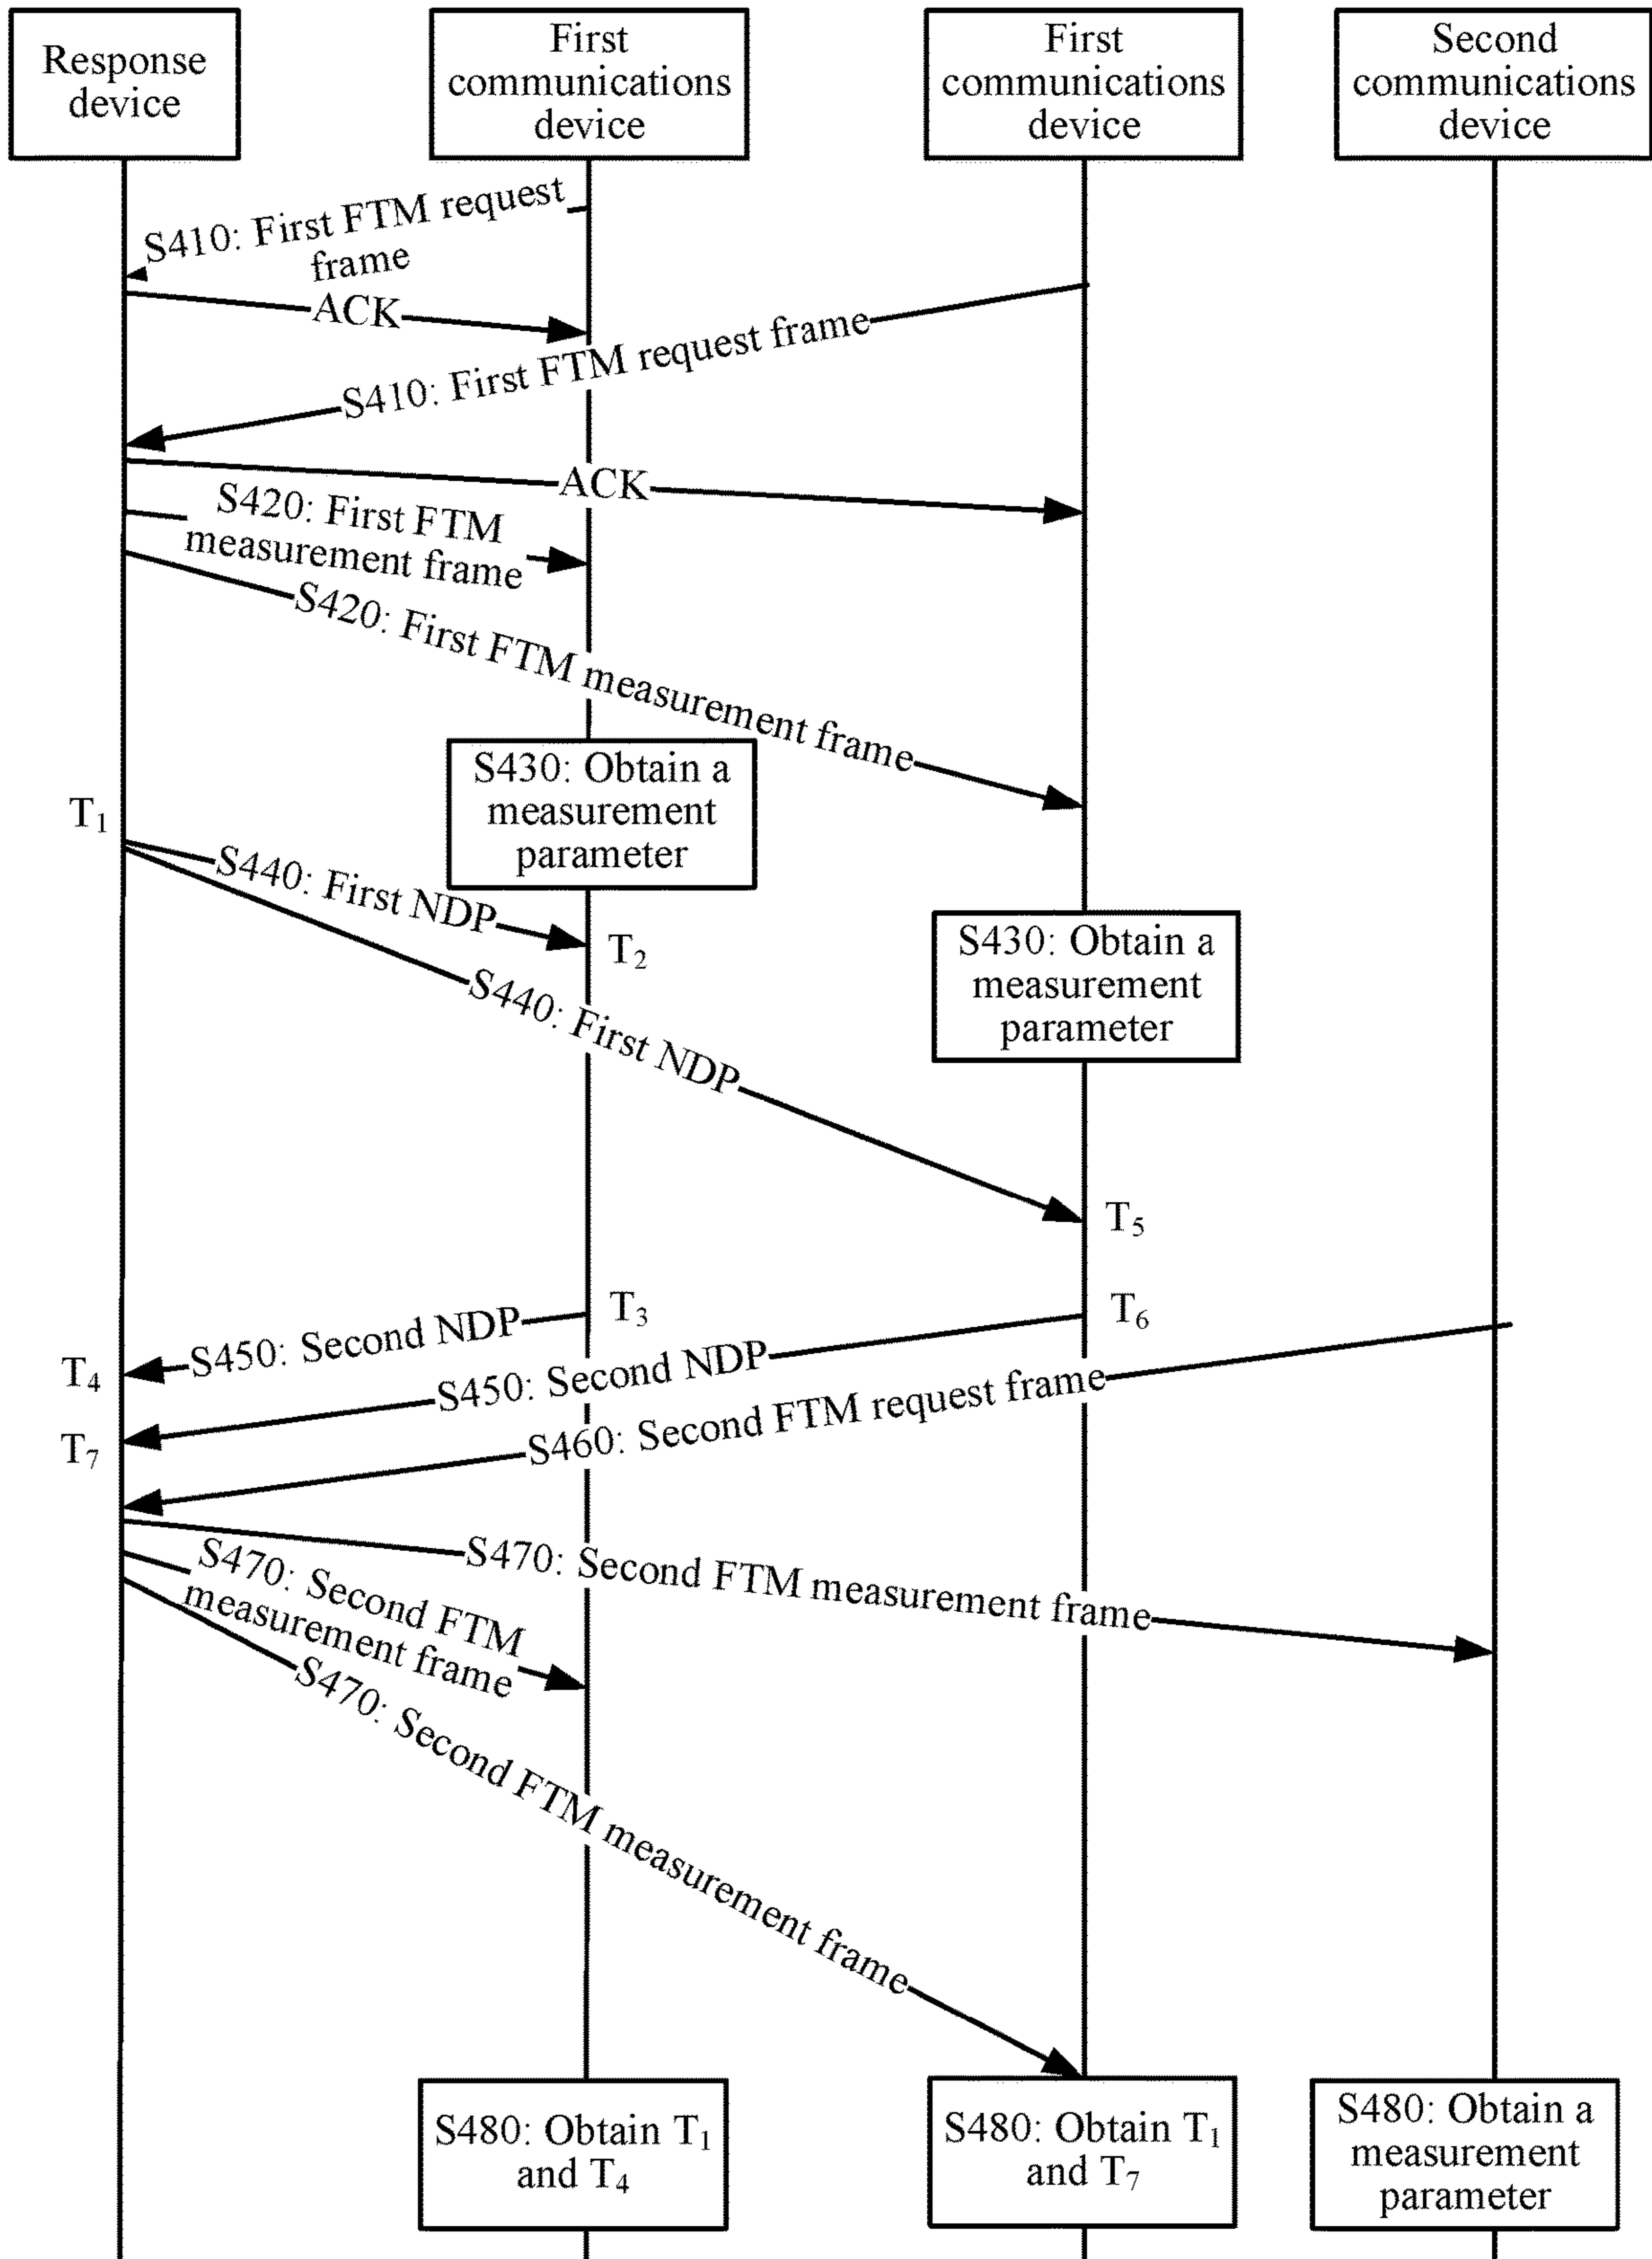 Response
device
First
communications
device
First
communications
device
Second
communications
device
S410: First FTM request
frame
ACK
S410: First FTM request frame
ACK
S420: First FTM
measurement frame
S420: First FTM measurement frame
S430: Obtain a
measurement
parameter
T1
S440: First NDP
T2
S430: Obtain a
measurement
parameter
S440: First NDP
T5
T3
T6
S450: Second NDP
T4
S450: Second NDP
S460: Second FTM request frame
T7
S470: Second FTM measurement frame
S470: Second FTM
measurement frame
S470: Second FTM measurement frame
S480: Obtain T1
and T4
S480: Obtain T1
and T7
S480: Obtain a
measurement
parameter